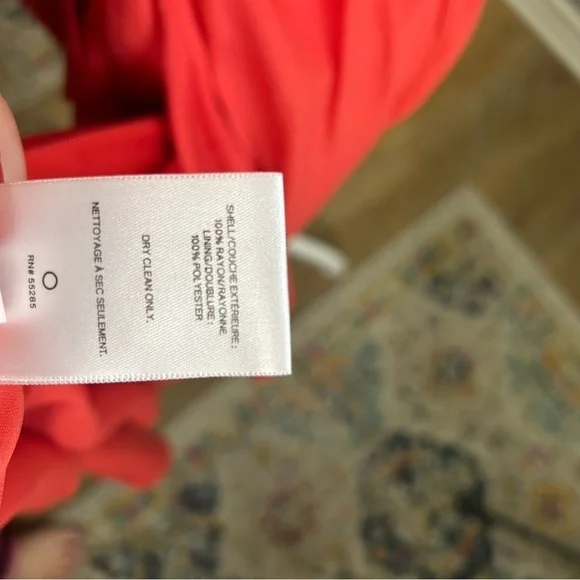 SHELL/COUCHE EXTÉRIEURE:
100% RAYON/RAYONNE
LINING/DOUBLURE:
100% POLYESTER
DRY CLEAN ONLY.
NETTOYAGE À SEC SEULEMENT.
RN# 55285